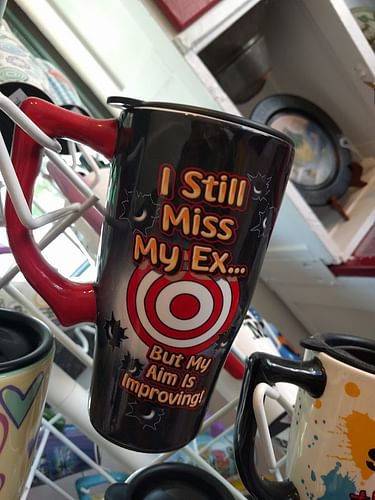 I Still
Miss
My Ex...
But My
Aim Is
Improving!